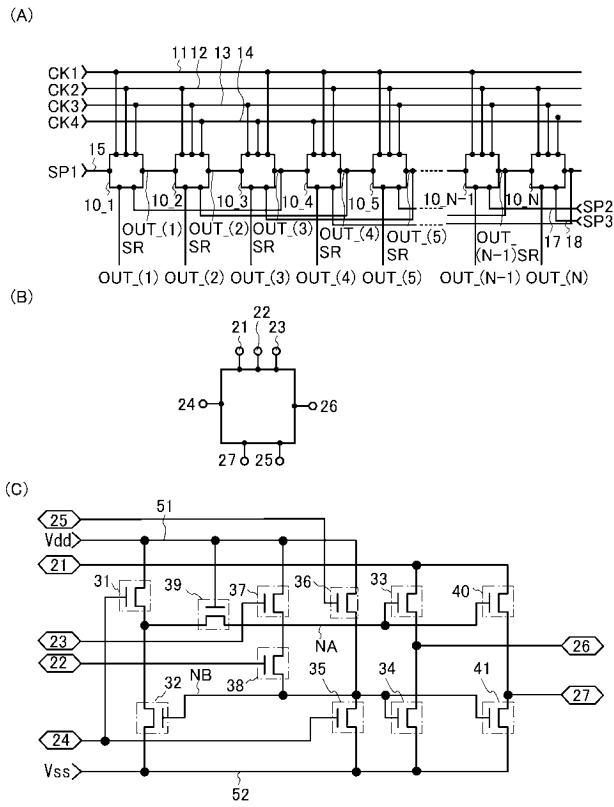 (A)
11 12 13 14
CK1
CK2
CK3
CK4
15
SP1
10_1 10_2 10_3 10_4 10_5 10_N-1 10_N
SP2
SP3
17 18
OUT_(1) SR
OUT_(2) SR
OUT_(3) SR
OUT_(4) SR
OUT_(5) SR
OUT_(N-1)SR
OUT_(1) OUT_(2) OUT_(3) OUT_(4) OUT_(5) OUT_(N-1) OUT_(N)
(B)
22
21 23
24 26
27 25
(C)
25 51
Vdd
21
31 39 37 36 33 40
23 NA
26
22
32 NB 38 35 34 41
27
24
Vss
52